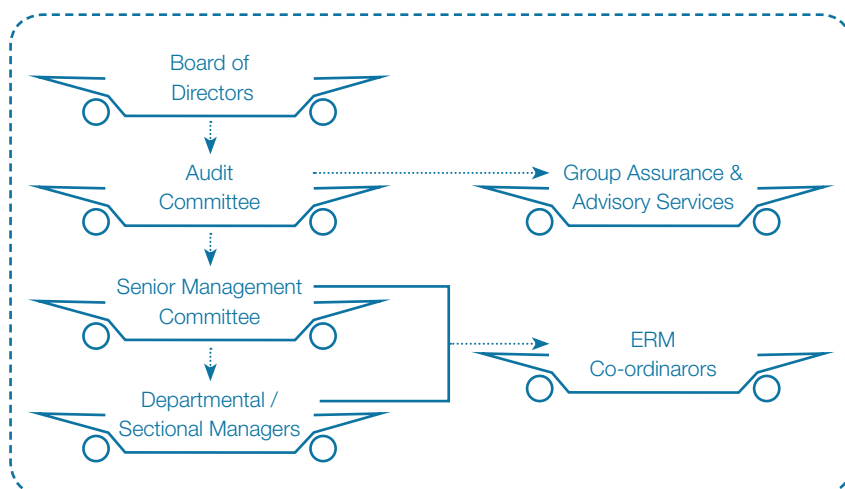 Board of
Directors
Audit
Committee
Group Assurance &
Advisory Services
Senior Management
Committee
ERM
Co-ordinarors
Departmental /
Sectional Managers